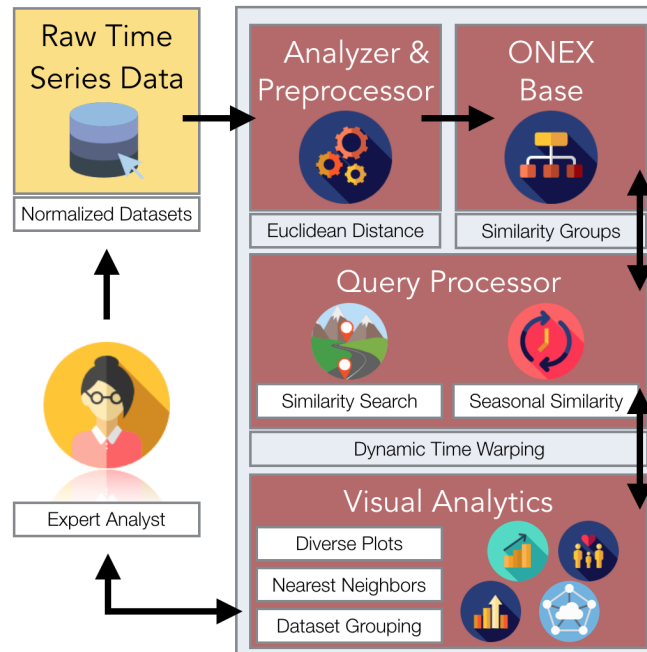 Raw Time
Series Data
Normalized Datasets
Analyzer &
Preprocessor
Euclidean Distance
ONEX
Base
Similarity Groups
Query Processor
Similarity Search
Seasonal Similarity
Dynamic Time Warping
Expert Analyst
Visual Analytics
Diverse Plots
Nearest Neighbors
Dataset Grouping